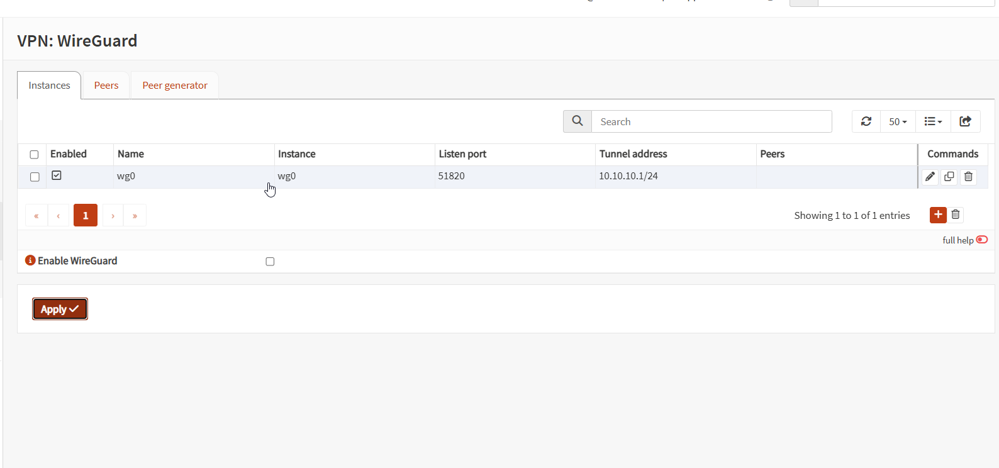 VPN: WireGuard
Instances Peers Peer generator
Search 50
Enabled Name Instance Listen port Tunnel address Peers Commands
wg0 wg0 51820 10.10.10.1/24
« ‹ 1 › » Showing 1 to 1 of 1 entries
full help
Enable WireGuard
Apply